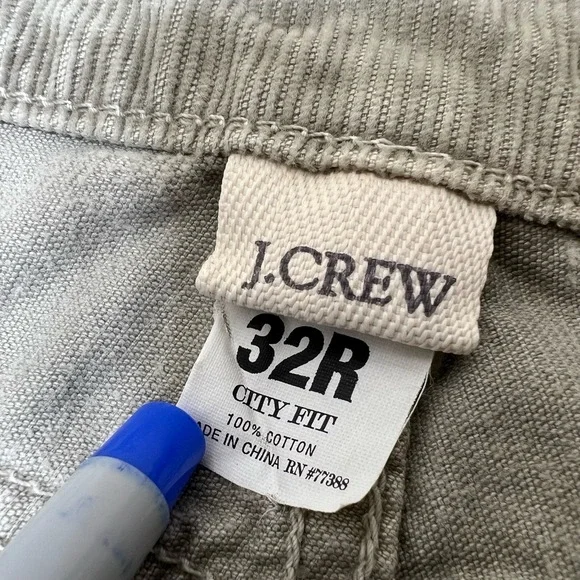 J.CREW
32R
CITY FIT
100% COTTON
ADE IN CHINA RN #77388